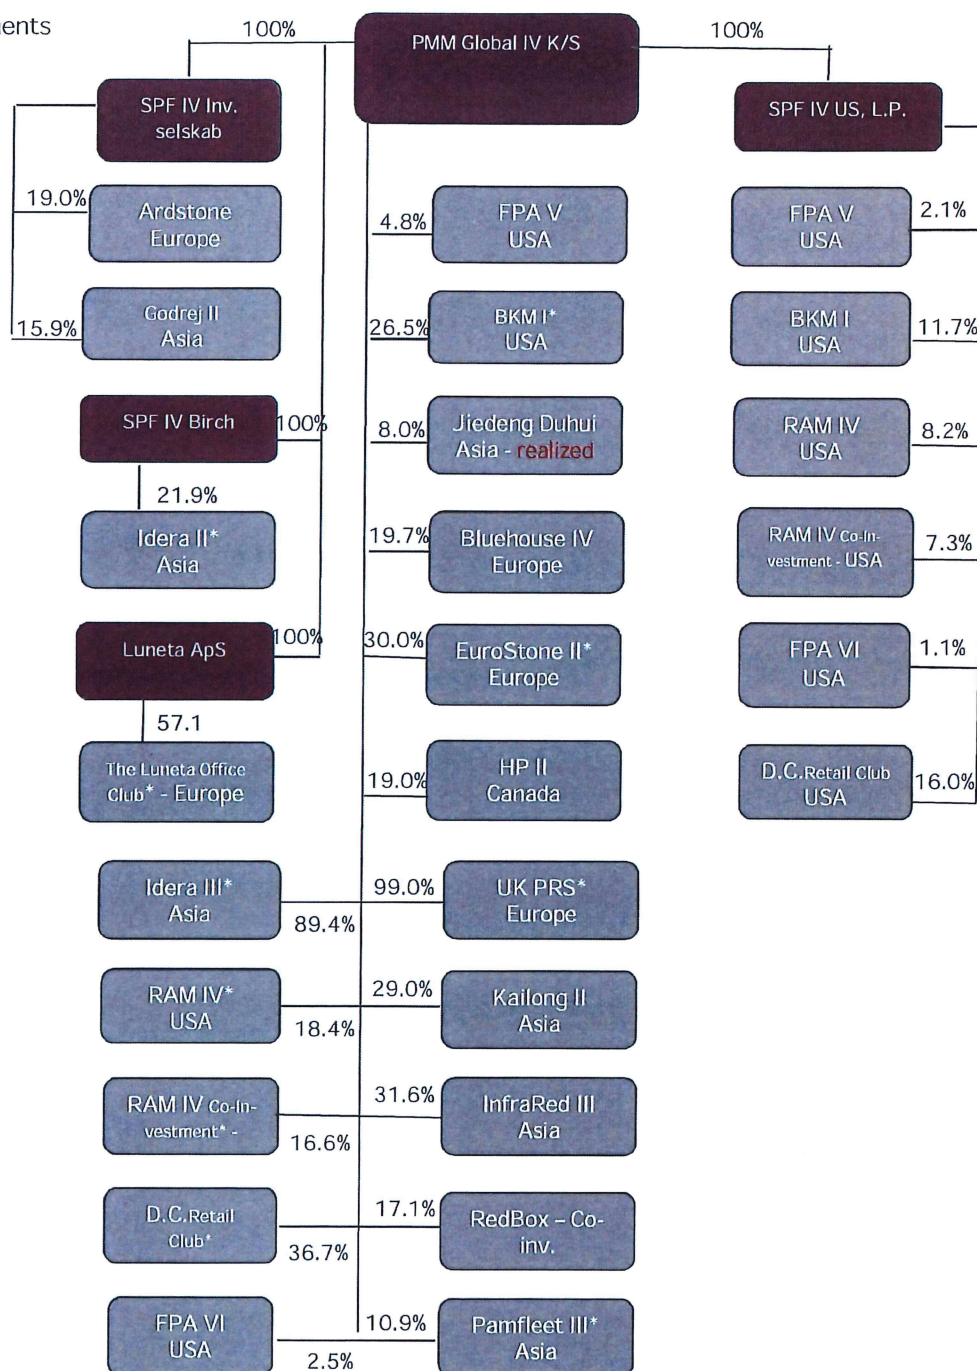 ments
100%
PMM Global IV K/S
100%
SPF IV Inv.
selskab
SPF IV US, L.P.
19.0%
Ardstone
Europe
4.8%
FPA V
USA
FPA V
USA
2.1%
15.9%
Godrej II
Asia
26.5%
BKM I*
USA
BKM I
USA
11.7%
SPF IV Birch
100%
8.0%
Jiedeng Duhui
Asia - realized
RAM IV
USA
8.2%
21.9%
Idera II*
Asia
19.7%
Bluehouse IV
Europe
RAM IV Co-In-
vestment - USA
7.3%
Luneta ApS
100%
30.0%
EuroStone II*
Europe
FPA VI
USA
1.1%
57.1
The Luneta Office
Club* - Europe
19.0%
HP II
Canada
D.C.Retail Club
USA
16.0%
Idera III*
Asia
89.4%
99.0%
UK PRS*
Europe
RAM IV*
USA
18.4%
29.0%
Kailong II
Asia
RAM IV Co-In-
vestment* -
16.6%
31.6%
InfraRed III
Asia
D.C.Retail
Club*
36.7%
17.1%
RedBox – Co-
inv.
FPA VI
USA
2.5%
10.9%
Pamfleet III*
Asia